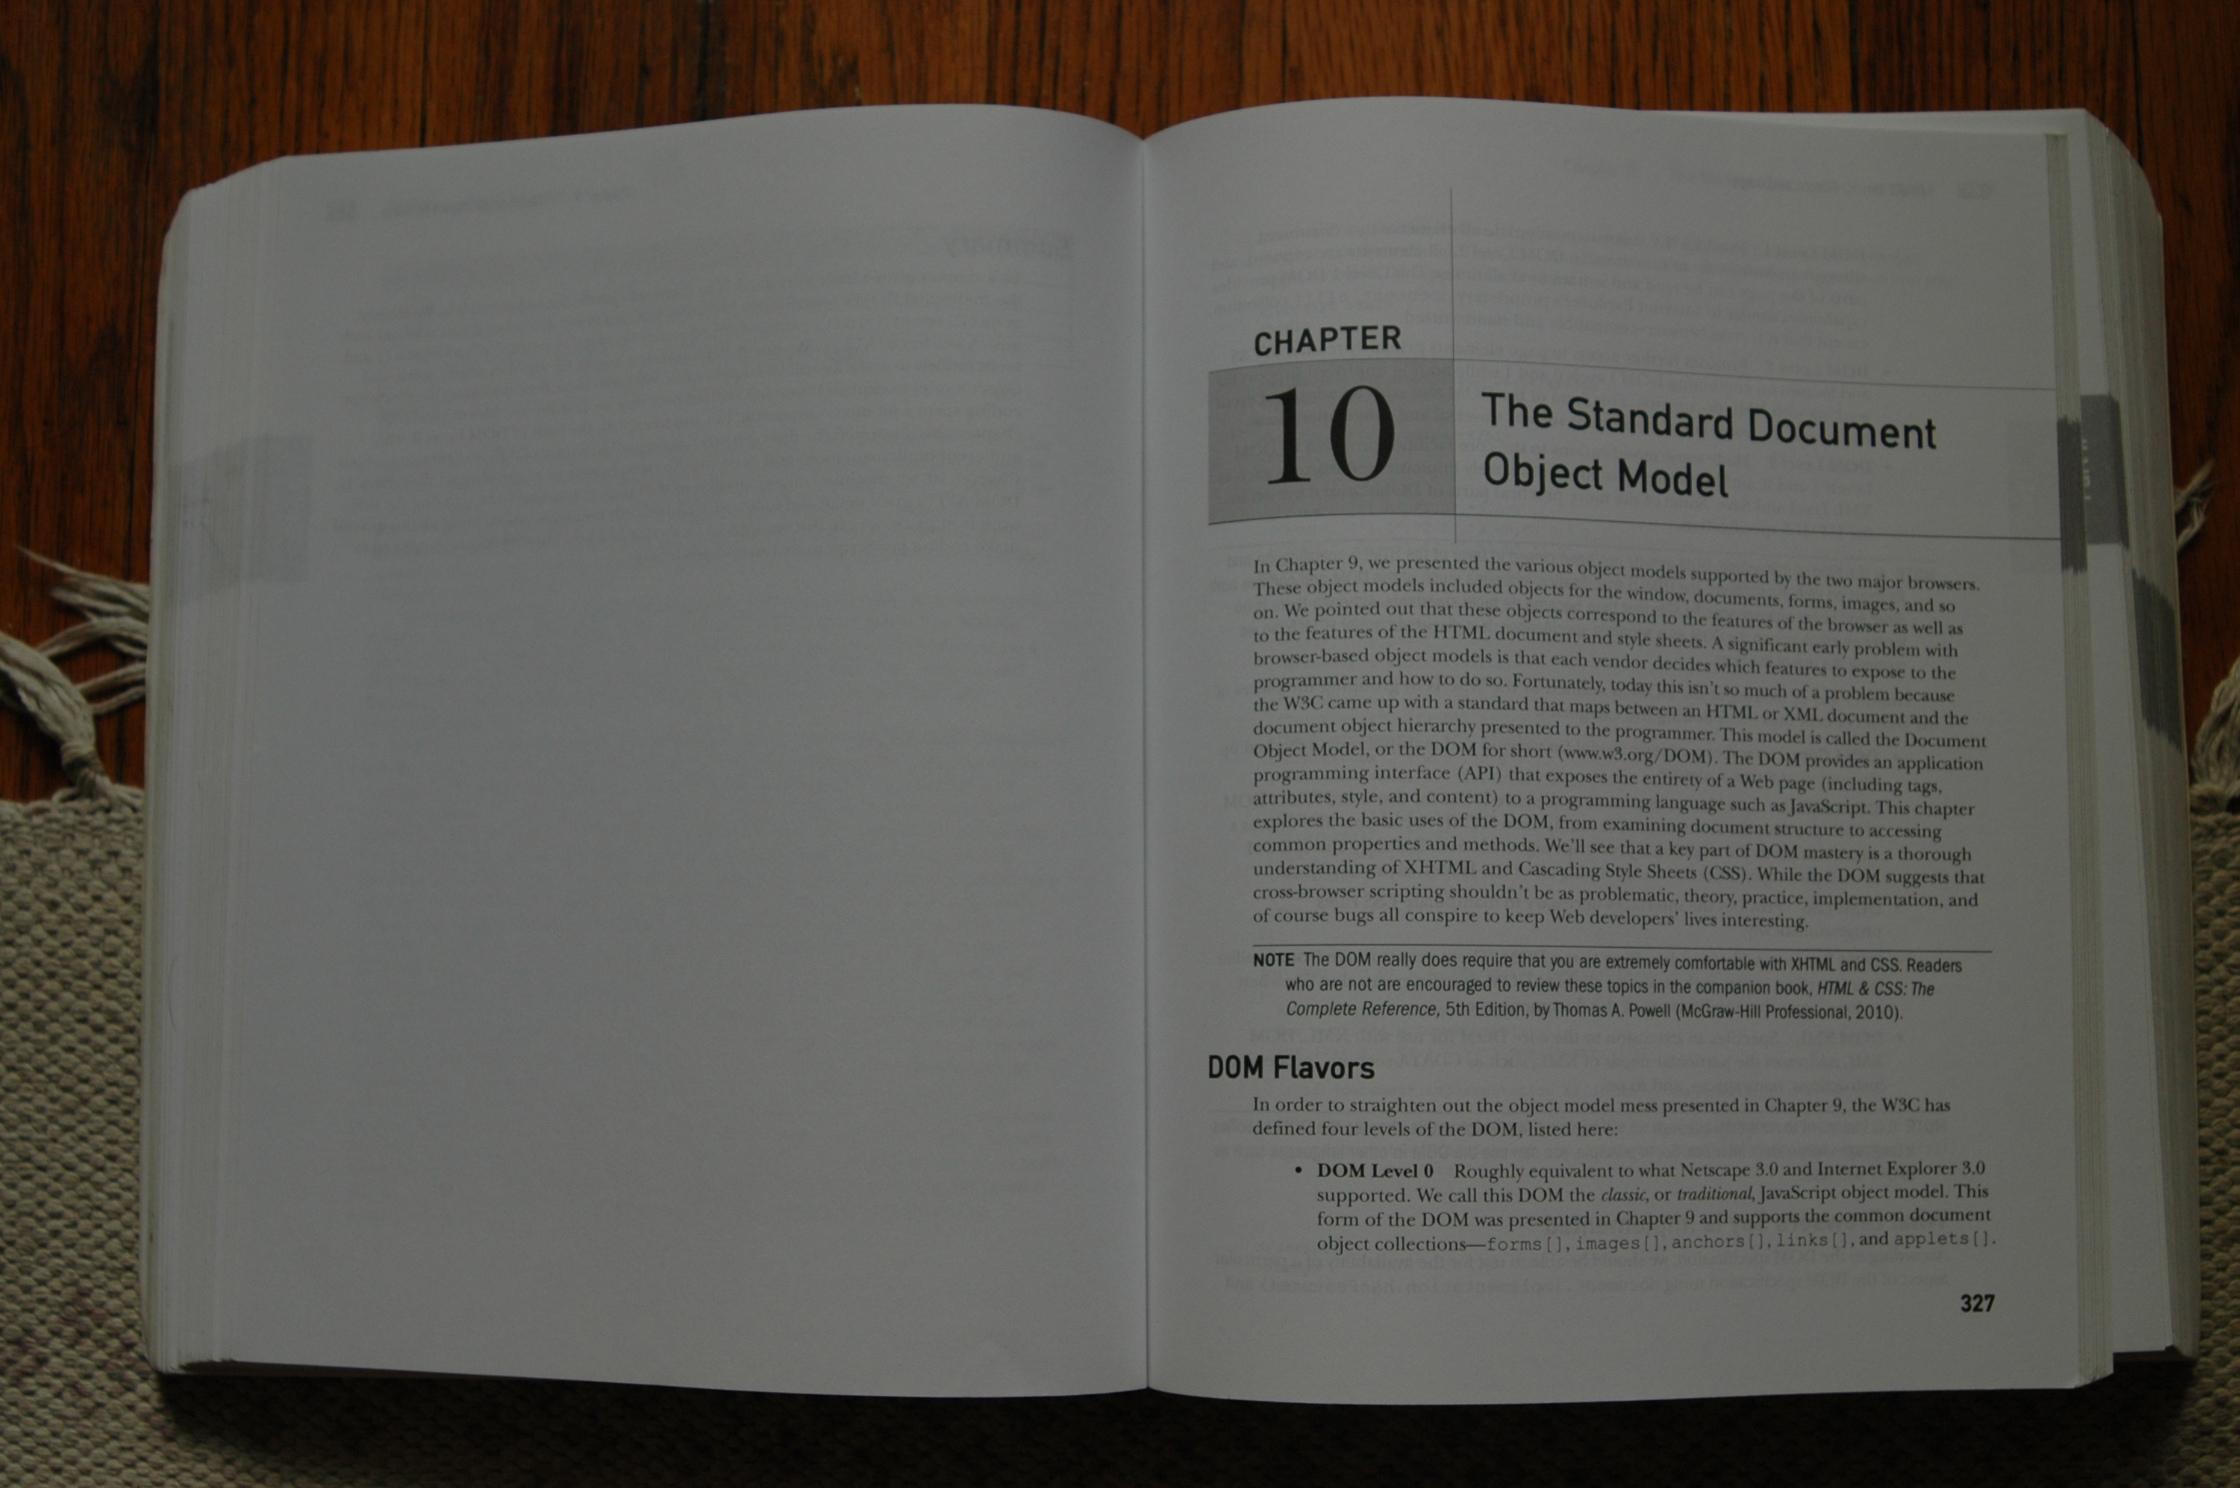 CHAPTER
10
The Standard Document
Object Model
In Chapter 9, we presented the various object models supported by the two major browsers.
These object models included objects for the window, documents, forms, images, and so
on. We pointed out that these objects correspond to the features of the browser as well as
to the features of the HTML document and style sheets. A significant early problem with
browser-based object models is that each vendor decides which features to expose to the
programmer and how to do so. Fortunately, today this isn't so much of a problem because
the W3C came up with a standard that maps between an HTML or XML document and the
document object hierarchy presented to the programmer. This model is called the Document
Object Model, or the DOM for short (www.w3.org/DOM). The DOM provides an application
programming interface (API) that exposes the entirety of a Web page (including tags,
attributes, style, and content) to a programming language such as JavaScript. This chapter
explores the basic uses of the DOM, from examining document structure to accessing
common properties and methods. We'll see that a key part of DOM mastery is a thorough
understanding of XHTML and Cascading Style Sheets (CSS). While the DOM suggests that
cross-browser scripting shouldn't be as problematic, theory, practice, implementation, and
of course bugs all conspire to keep Web developers' lives interesting.
NOTE The DOM really does require that you are extremely comfortable with XHTML and CSS. Readers
who are not are encouraged to review these topics in the companion book, HTML & CSS: The
Complete Reference, 5th Edition, by Thomas A. Powell (McGraw-Hill Professional, 2010).
DOM Flavors
In order to straighten out the object model mess presented in Chapter 9, the W3C has
defined four levels of the DOM, listed here:
• DOM Level 0 Roughly equivalent to what Netscape 3.0 and Internet Explorer 3.0
supported. We call this DOM the classic, or traditional, JavaScript object model. This
form of the DOM was presented in Chapter 9 and supports the common document
object collections—forms[], images[], anchors[], links[], and applets[].
327